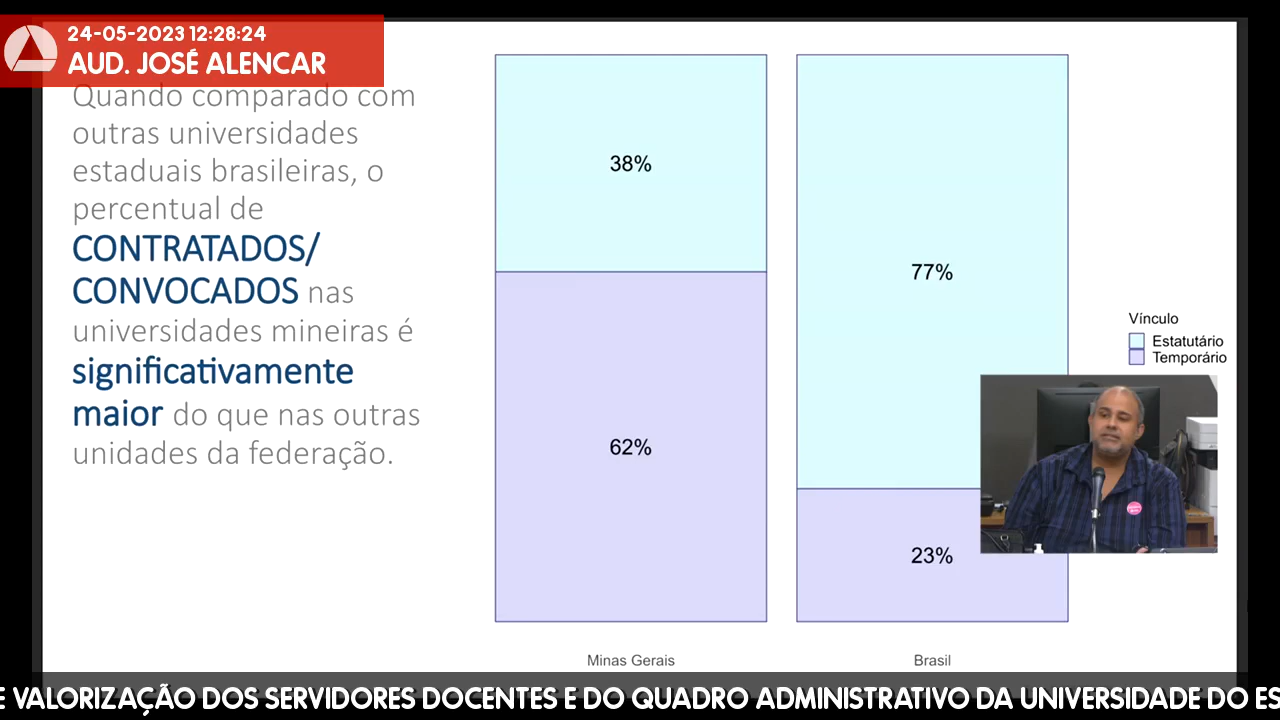 24-05-2023 12:28:24
AUD. JOSÉ ALENCAR
Quando comparado com
outras universidades
estaduais brasileiras, o
percentual de
CONTRATADOS/
CONVOCADOS nas
universidades mineiras é
significativamente
maior do que nas outras
unidades da federação.
38%
62%
77%
23%
Vínculo
Estatutário
Temporário
Minas Gerais
Brasil
E VALORIZAÇÃO DOS SERVIDORES DOCENTES E DO QUADRO ADMINISTRATIVO DA UNIVERSIDADE DO ES